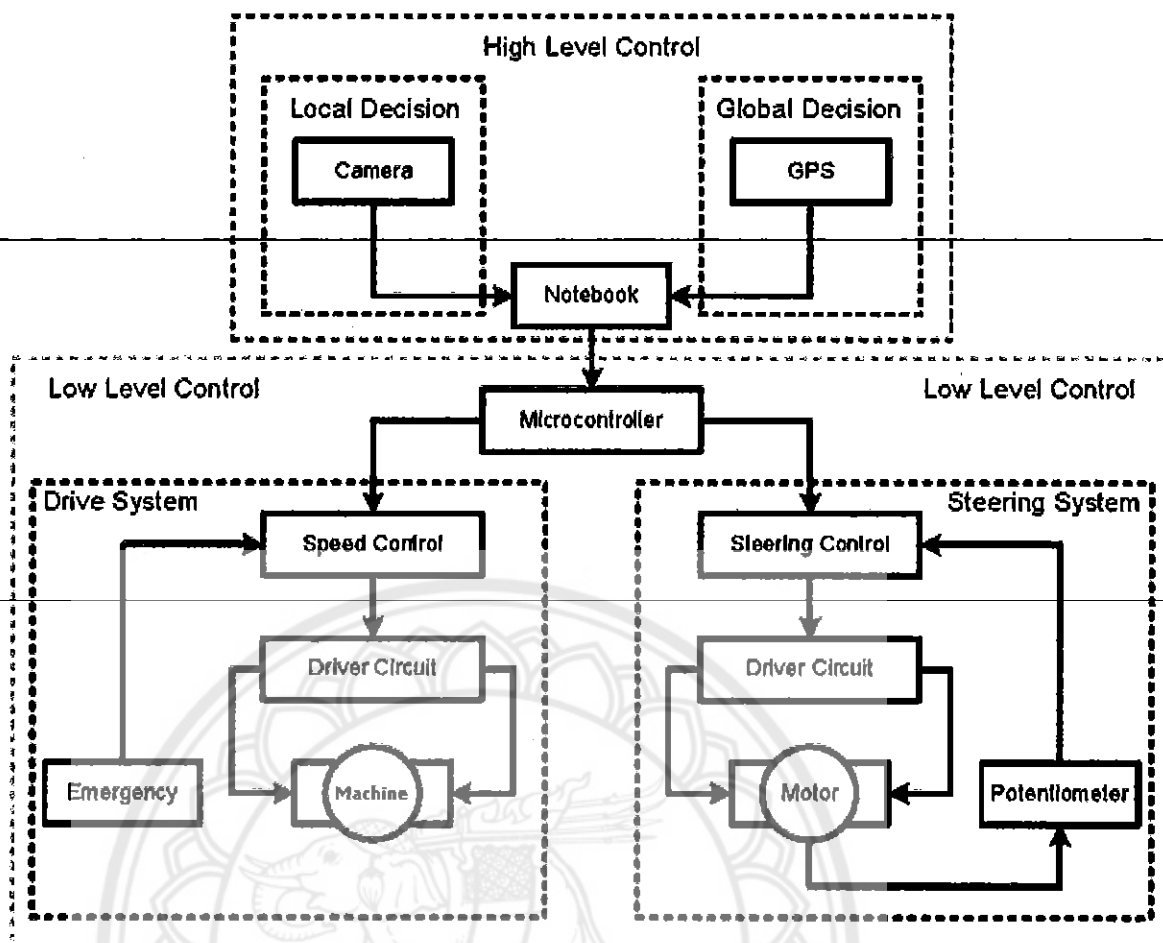 High Level Control
Local Decision
Global Decision
Camera
GPS
Notebook
Low Level Control
Low Level Control
Microcontroller
Drive System
Steering System
Speed Control
Steering Control
Driver Circuit
Driver Circuit
Emergency
Machine
Motor
Potentiometer